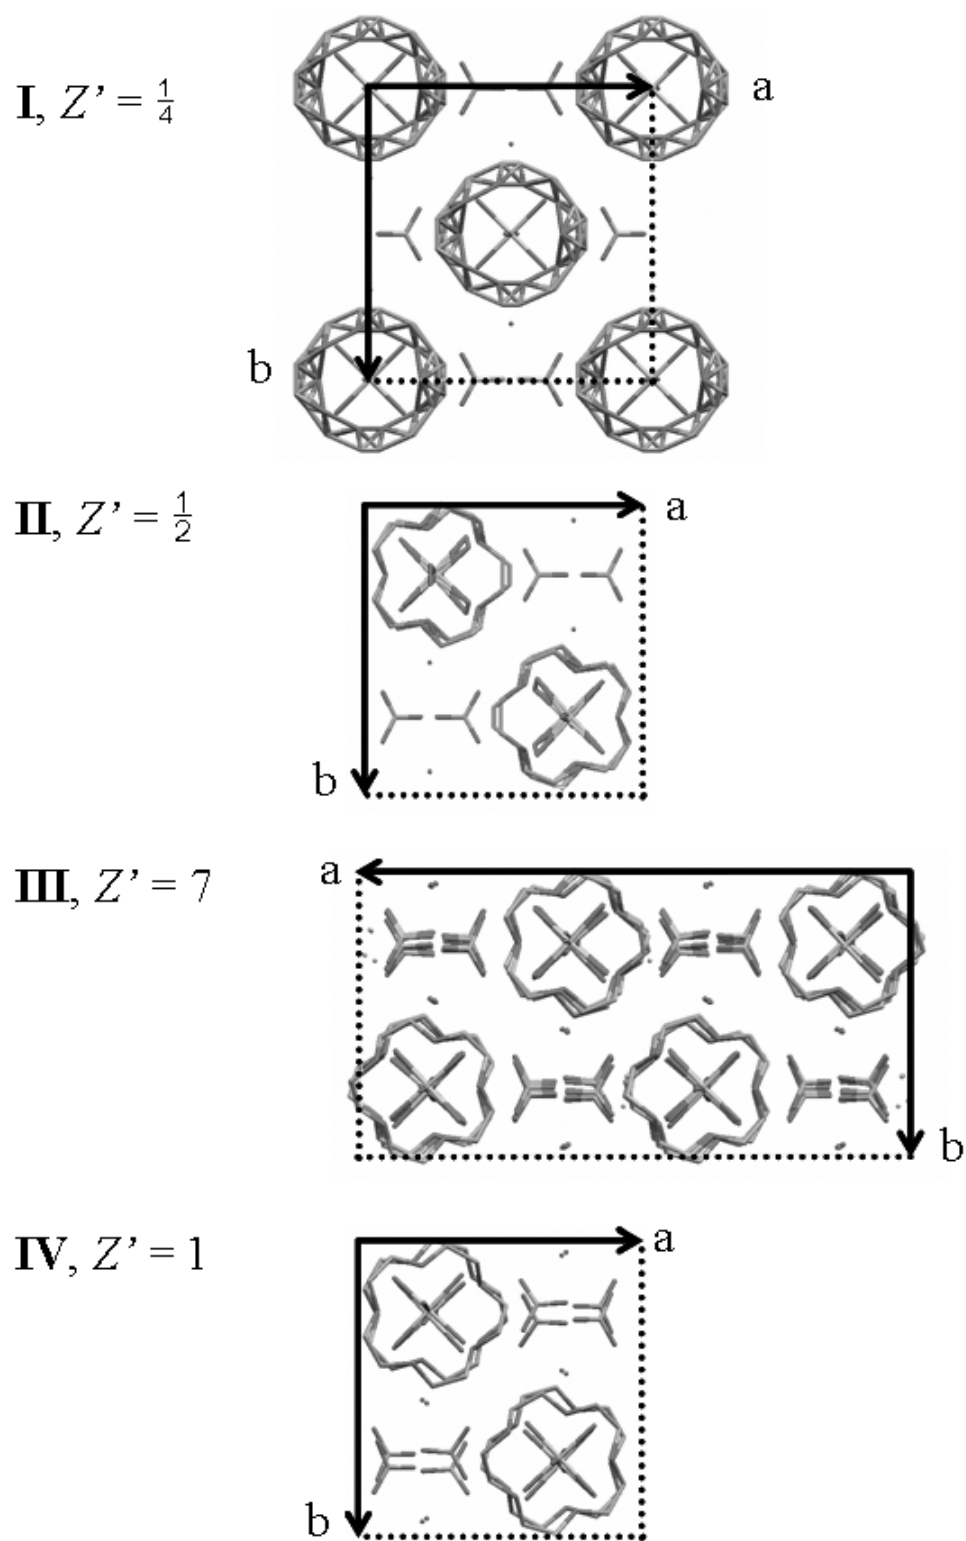 I, Z’ = 1/4
a
b
II, Z’ = 1/2
a
b
III, Z’ = 7
a
b
IV, Z’ = 1
a
b